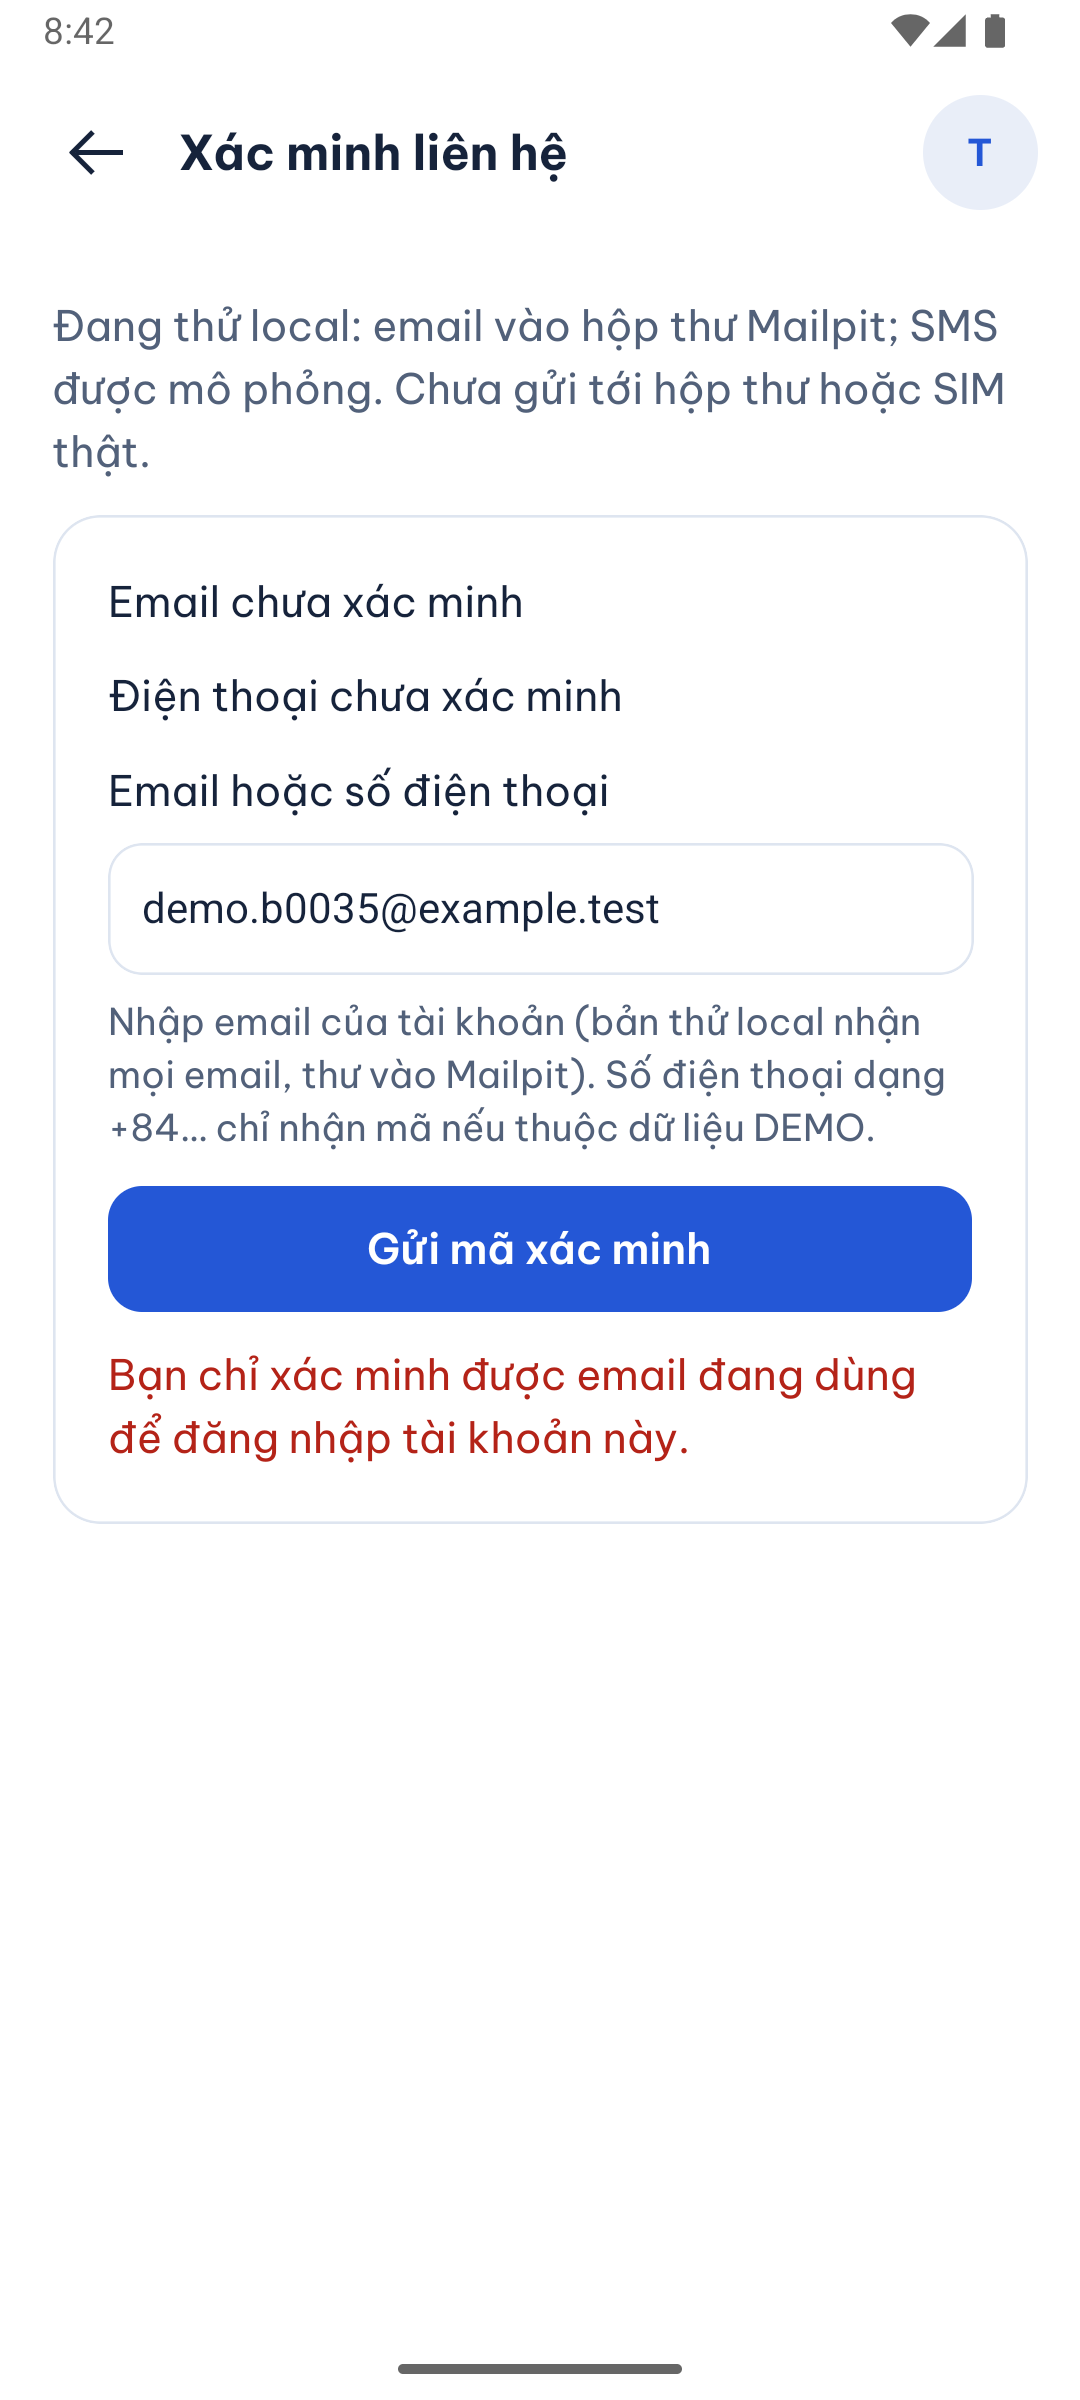 8:42
Xác minh liên hệ
T
Đang thử local: email vào hộp thư Mailpit; SMS
được mô phỏng. Chưa gửi tới hộp thư hoặc SIM
thật.
Email chưa xác minh
Điện thoại chưa xác minh
Email hoặc số điện thoại
demo.b0035@example.test
Nhập email của tài khoản (bản thử local nhận
mọi email, thư vào Mailpit). Số điện thoại dạng
+84... chỉ nhận mã nếu thuộc dữ liệu DEMO.
Gửi mã xác minh
Bạn chỉ xác minh được email đang dùng
để đăng nhập tài khoản này.